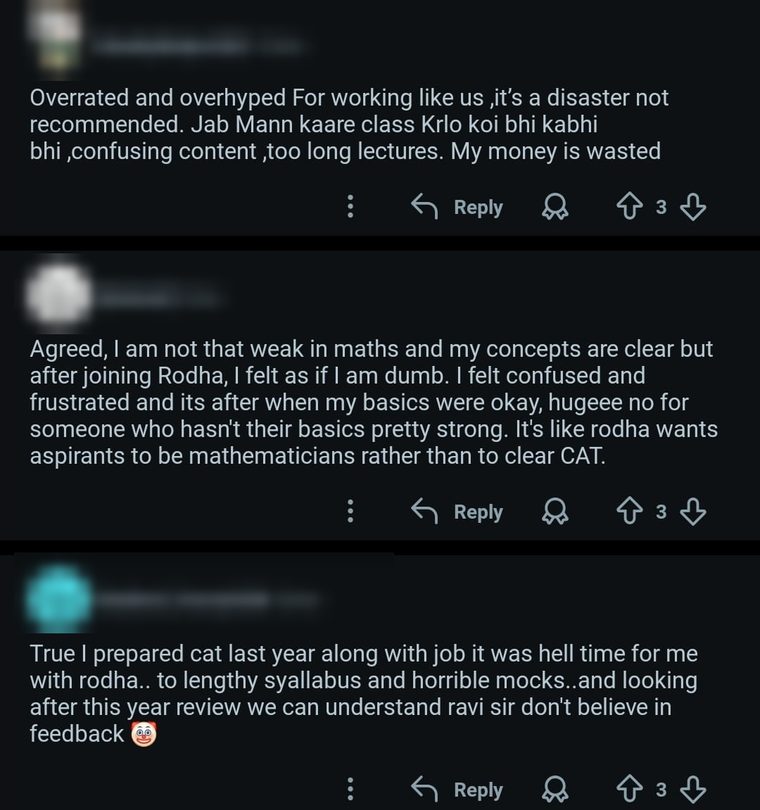 Overrated and overhyped For working like us ,it’s a disaster not
recommended. Jab Mann kaare class Krlo koi bhi kabhi
bhi ,confusing content ,too long lectures. My money is wasted
Reply 3
Agreed, I am not that weak in maths and my concepts are clear but
after joining Rodha, I felt as if I am dumb. I felt confused and
frustrated and its after when my basics were okay, hugeee no for
someone who hasn't their basics pretty strong. It's like rodha wants
aspirants to be mathematicians rather than to clear CAT.
Reply 3
True I prepared cat last year along with job it was hell time for me
with rodha.. to lengthy syallabus and horrible mocks..and looking
after this year review we can understand ravi sir don't believe in
feedback 🤡
Reply 3